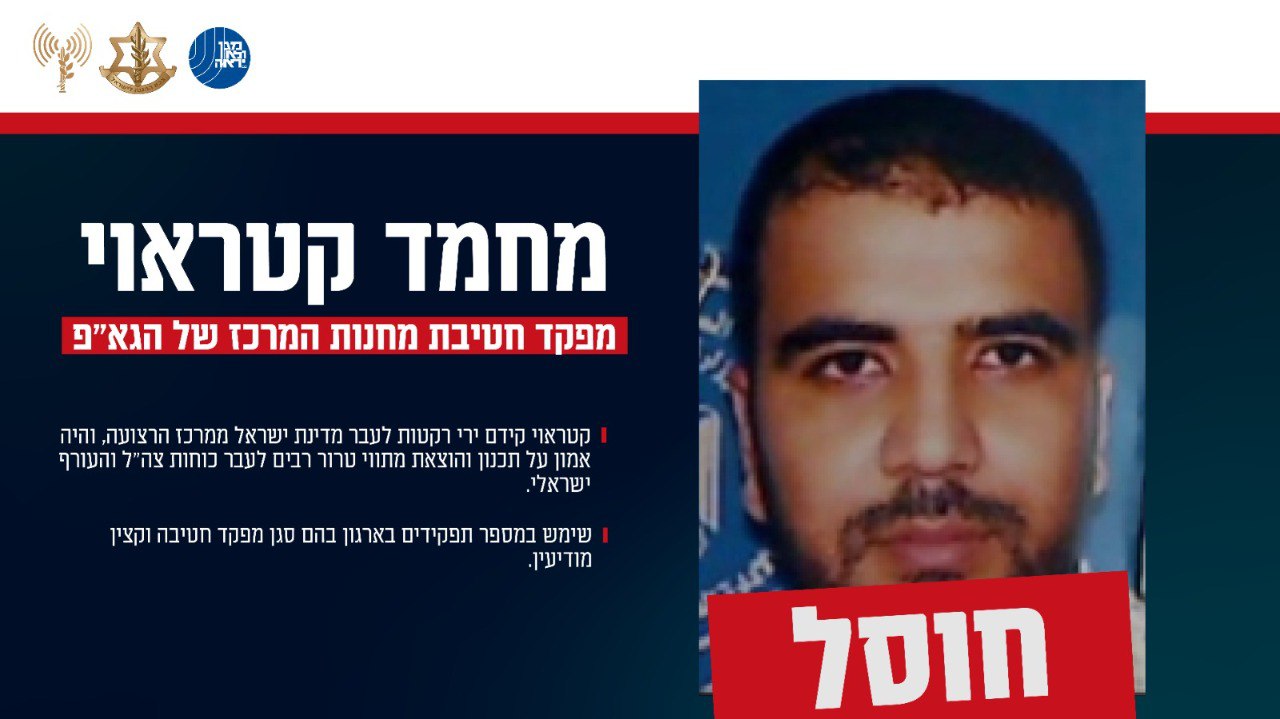 מחמד קטראוי
מפקד חטיבת מחנות המרכז של הגא״פ
קטראוי קידם ירי רקטות לעבר מדינת ישראל ממרכז הרצועה, והיה
אמון על תכנון והוצאת מתווי טרור רבים לעבר כוחות צה״ל והעורף
ישראלי.
שימש במספר תפקידים בארגון בהם סגן מפקד חטיבה וקצין
מודיעין.
חוסל